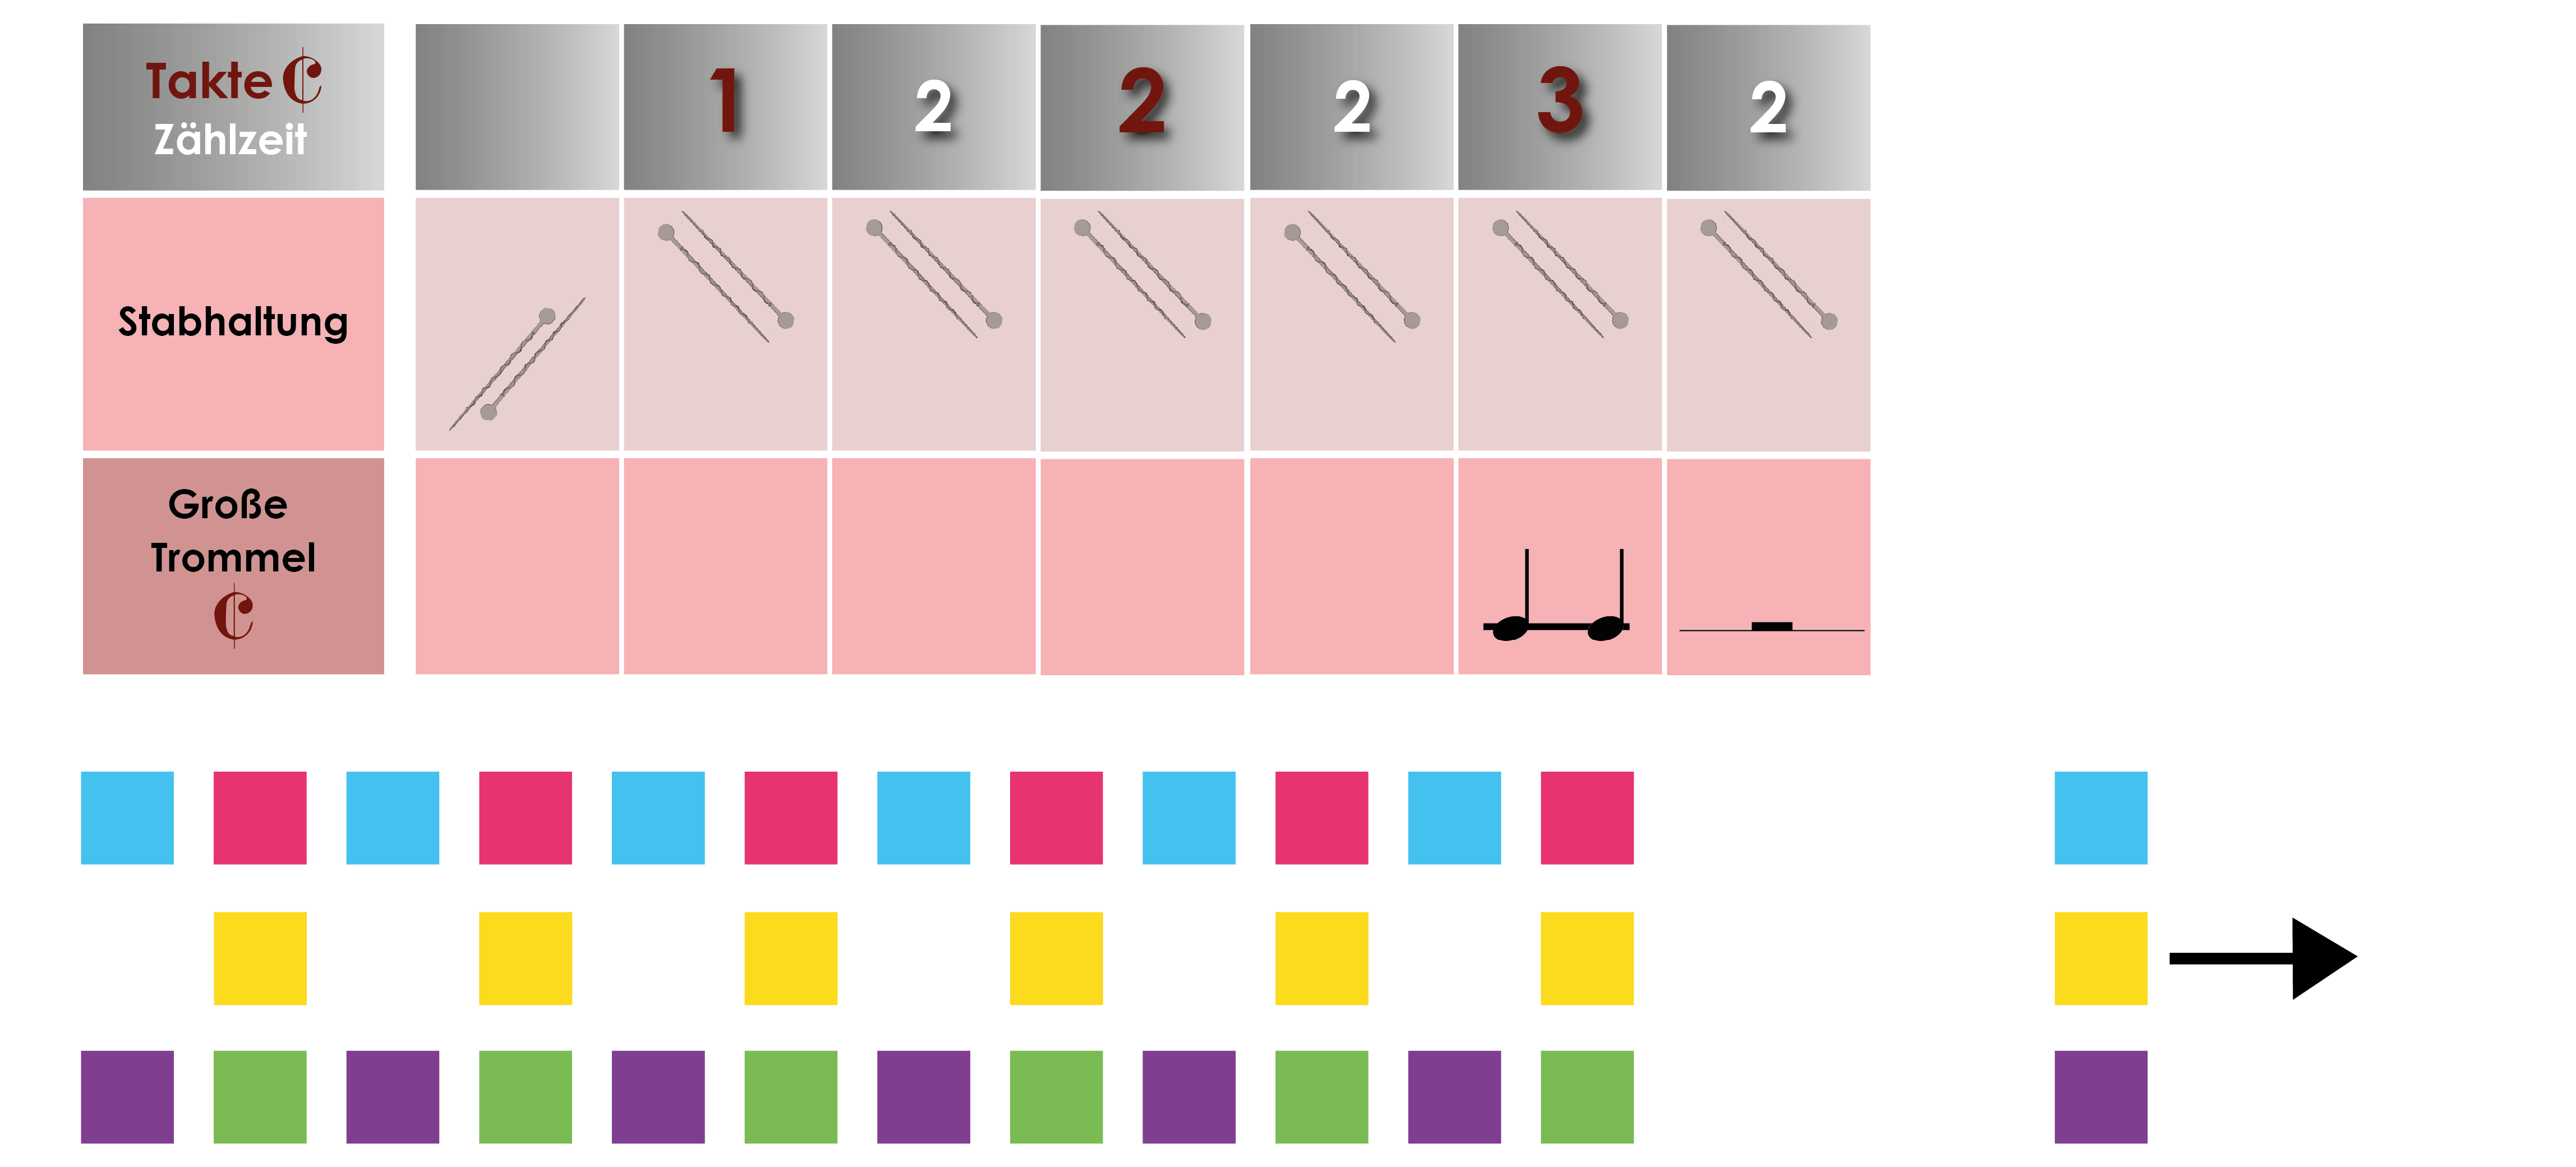 Takte
Zählzeit
1 2 2 2 3 2
Stabhaltung
Große
Trommel